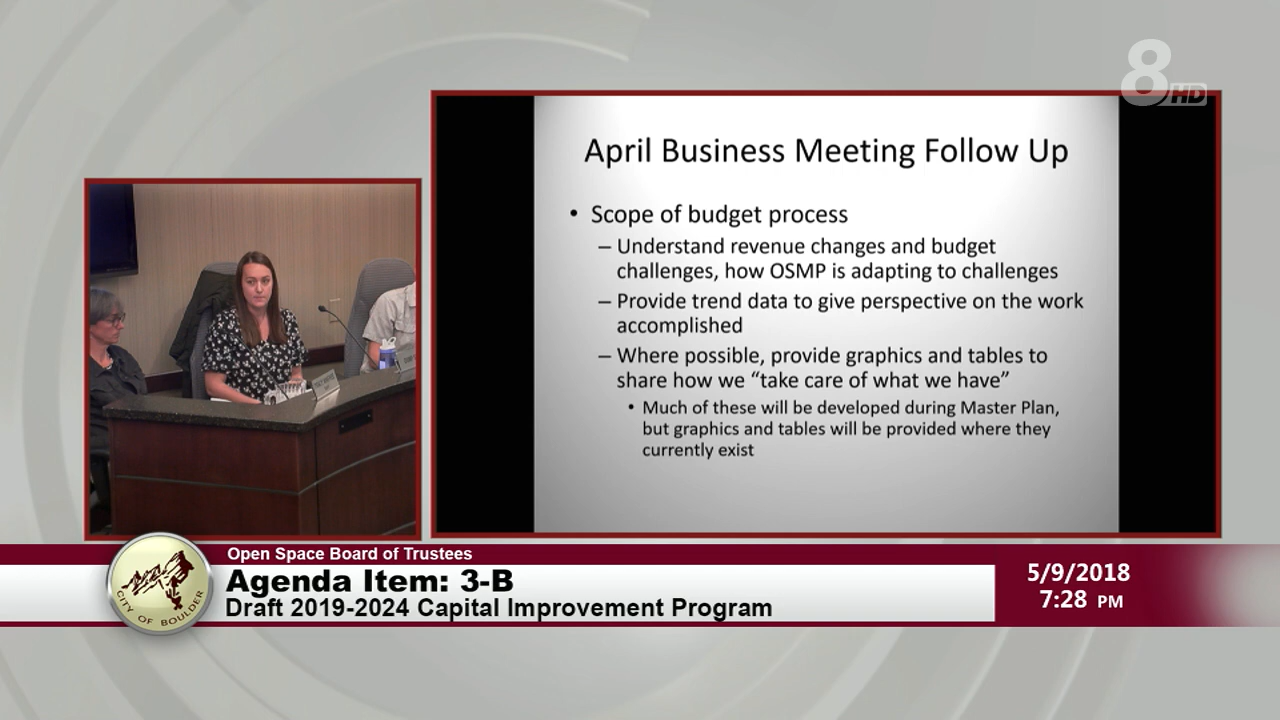 8
HD
April Business Meeting Follow Up
• Scope of budget process
– Understand revenue changes and budget
challenges, how OSMP is adapting to challenges
– Provide trend data to give perspective on the work
accomplished
– Where possible, provide graphics and tables to
share how we “take care of what we have”
• Much of these will be developed during Master Plan,
but graphics and tables will be provided where they
currently exist
Open Space Board of Trustees
Agenda Item: 3-B
Draft 2019-2024 Capital Improvement Program
CITY OF BOULDER
5/9/2018
7:28 PM